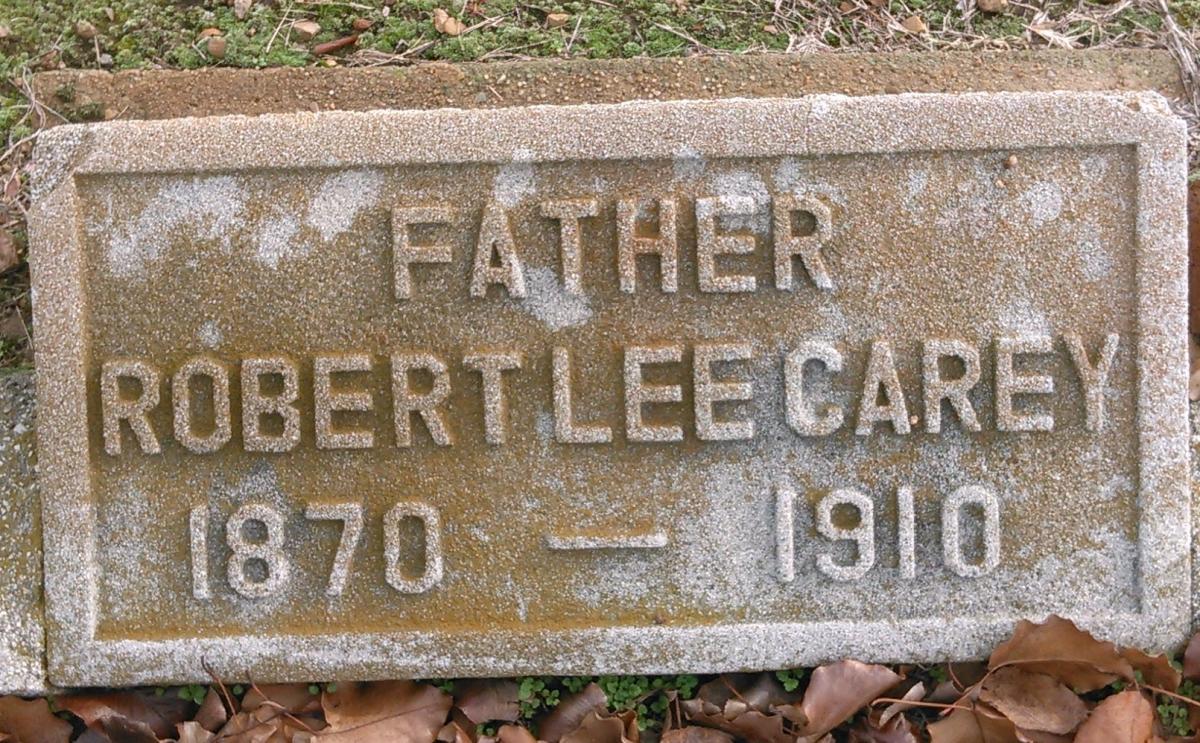 FATHER
ROBERT LEE CAREY
1870 — 1910